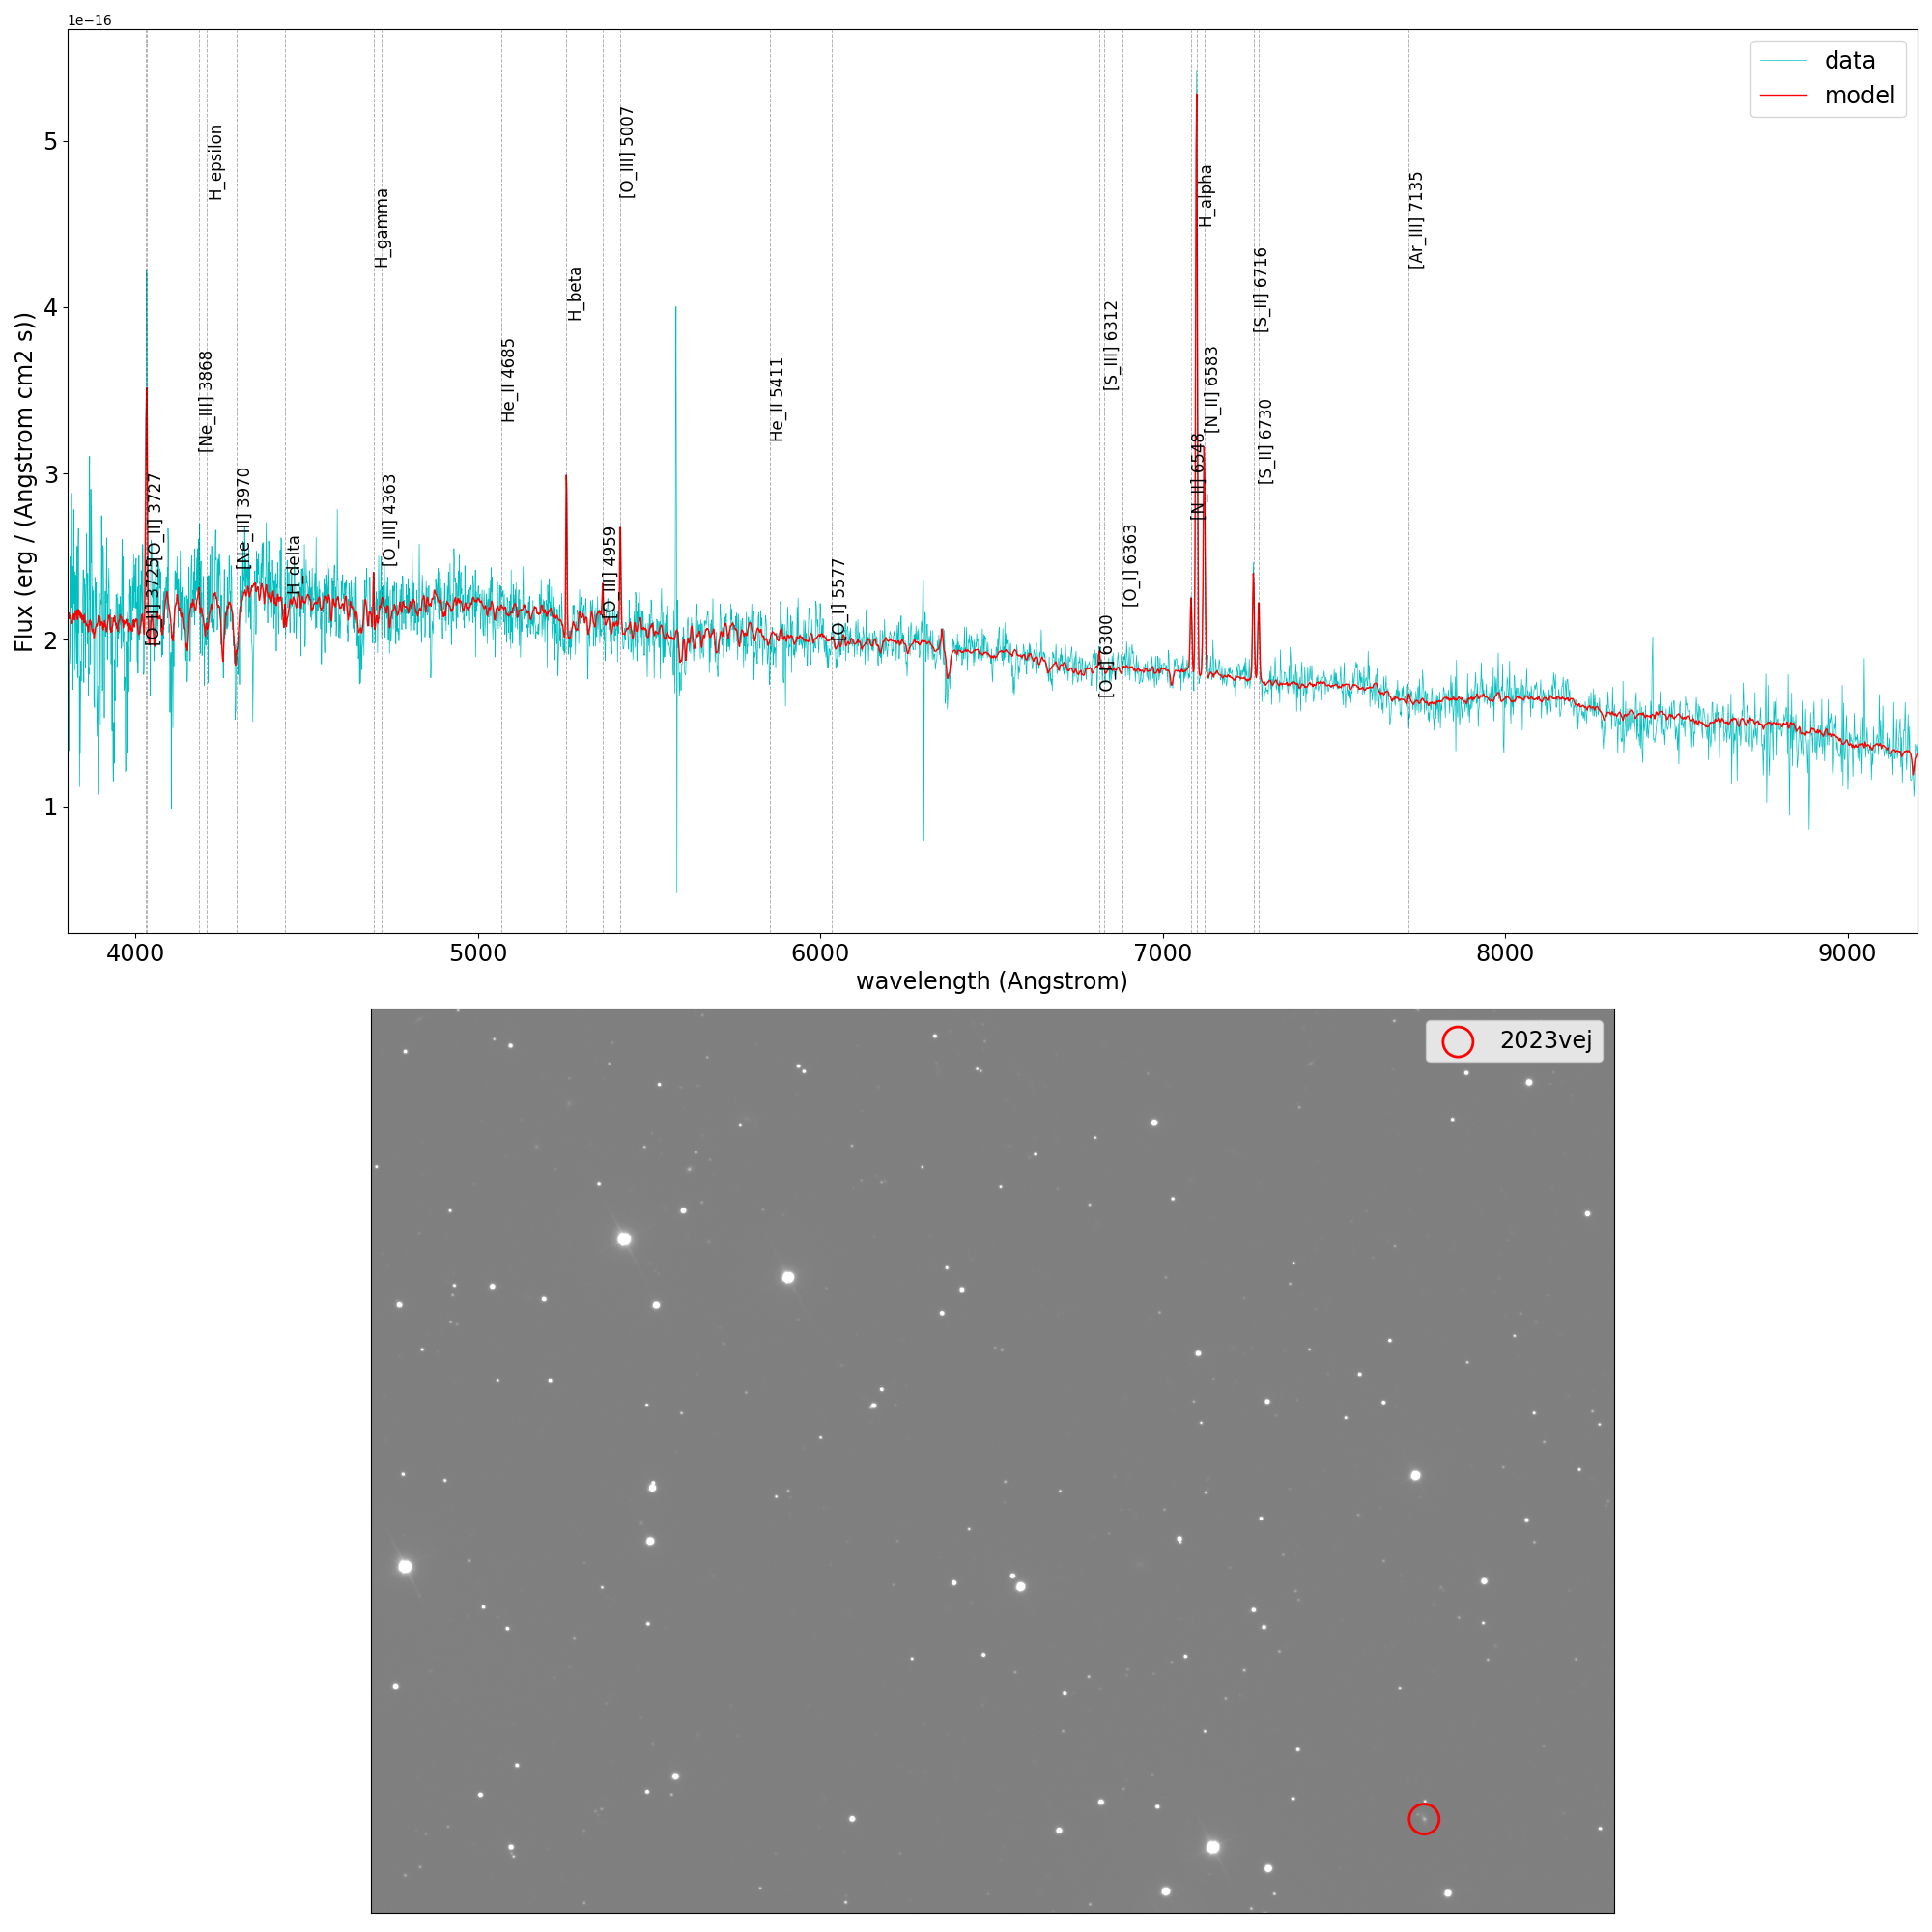 1e−16
data
model
Flux (erg / (Angstrom cm2 s))
5
4
3
2
1
[O_II] 3725
[O_II] 3727
[Ne_III] 3868
H_epsilon
[Ne_III] 3970
H_delta
H_gamma
[O_III] 4363
He_II 4685
H_beta
[O_III] 4959
[O_III] 5007
He_II 5411
[O_I] 5577
[O_I] 6300
[S_III] 6312
[O_I] 6363
[N_II] 6548
H_alpha
[N_II] 6583
[S_II] 6716
[S_II] 6730
[Ar_III] 7135
4000 5000 6000 7000 8000 9000
wavelength (Angstrom)
2023vej